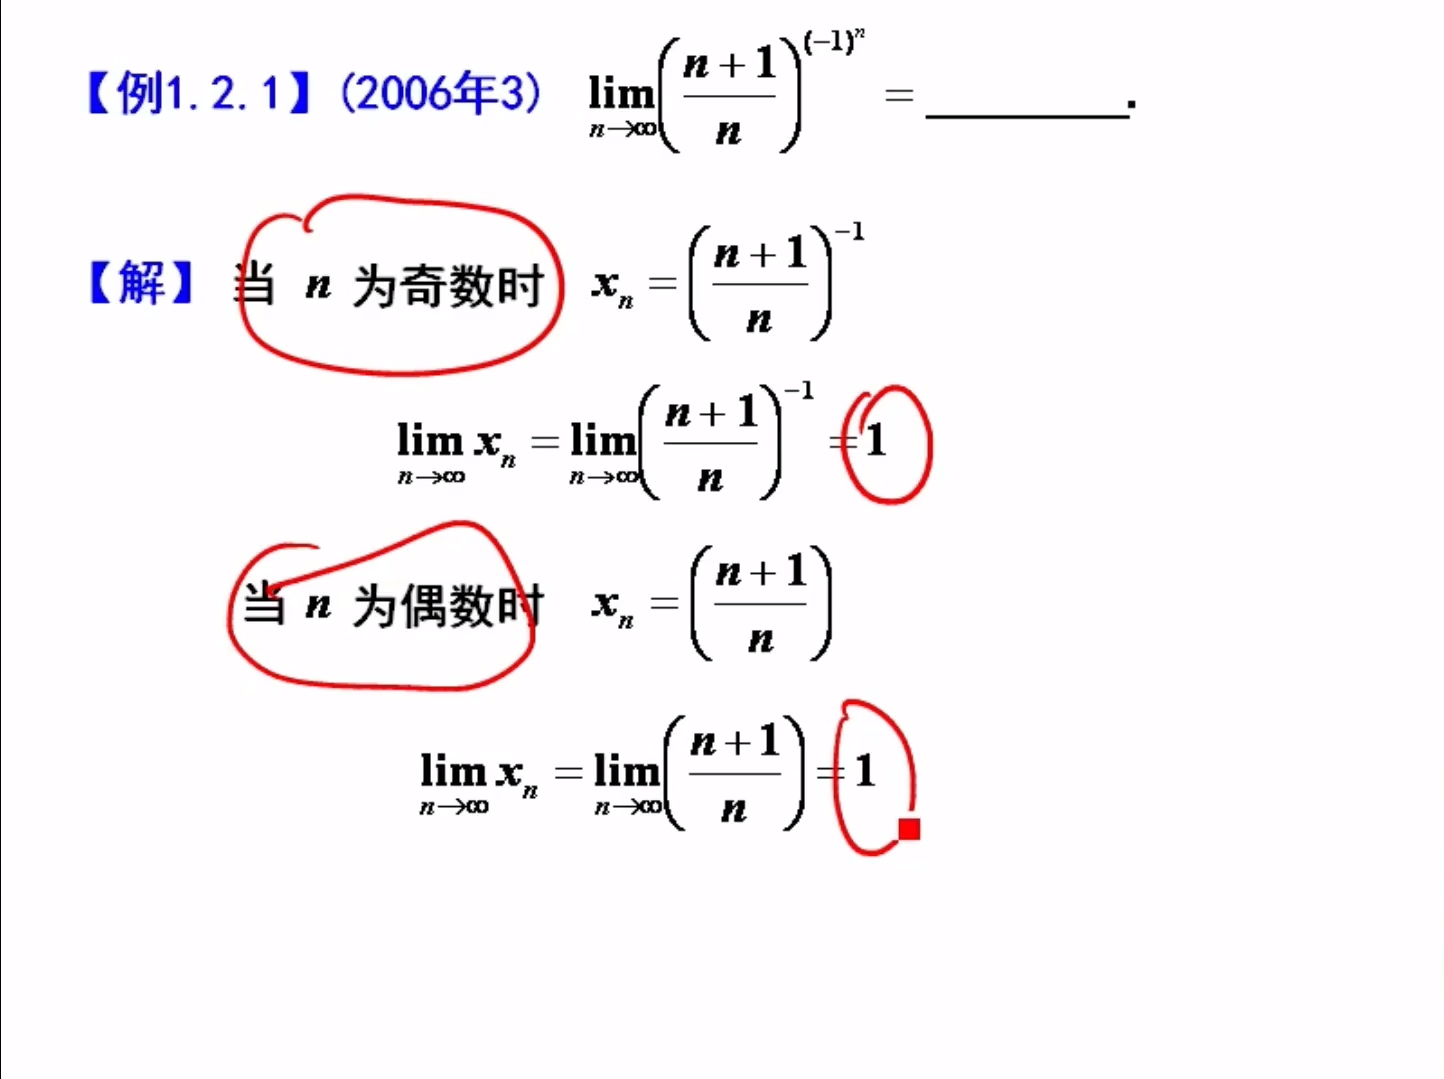 【例1.2.1】(2006年3) $\lim_{n\to\infty}\left(\frac{n+1}{n}\right)^{(-1)^n} =$ ________.
【解】 当 n 为奇数时 $x_n = \left(\frac{n+1}{n}\right)^{-1}$
$\lim_{n\to\infty} x_n = \lim_{n\to\infty}\left(\frac{n+1}{n}\right)^{-1} = 1$
当 n 为偶数时 $x_n = \left(\frac{n+1}{n}\right)$
$\lim_{n\to\infty} x_n = \lim_{n\to\infty}\left(\frac{n+1}{n}\right) = 1$